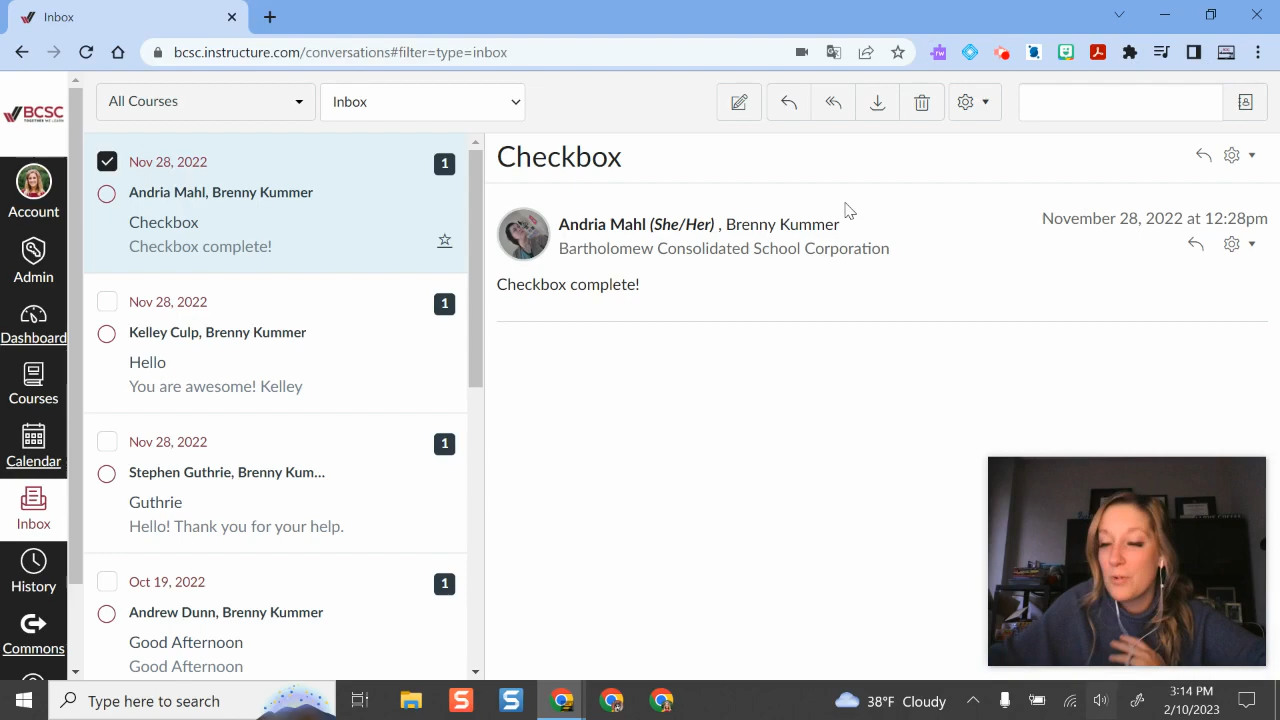 Inbox
bcsc.instructure.com/conversations#filter=type=inbox
BCSC
TOGETHER WE LEARN
Account
Admin
Dashboard
Courses
Calendar
Inbox
History
Commons
All Courses
Inbox
Nov 28, 2022
1
Andria Mahl, Brenny Kummer
Checkbox
Checkbox complete!
Nov 28, 2022
1
Kelley Culp, Brenny Kummer
Hello
You are awesome! Kelley
Nov 28, 2022
1
Stephen Guthrie, Brenny Kum...
Guthrie
Hello! Thank you for your help.
Oct 19, 2022
1
Andrew Dunn, Brenny Kummer
Good Afternoon
Good Afternoon
Checkbox
Andria Mahl (She/Her) , Brenny Kummer
November 28, 2022 at 12:28pm
Bartholomew Consolidated School Corporation
Checkbox complete!
Type here to search
38°F Cloudy
3:14 PM
2/10/2023